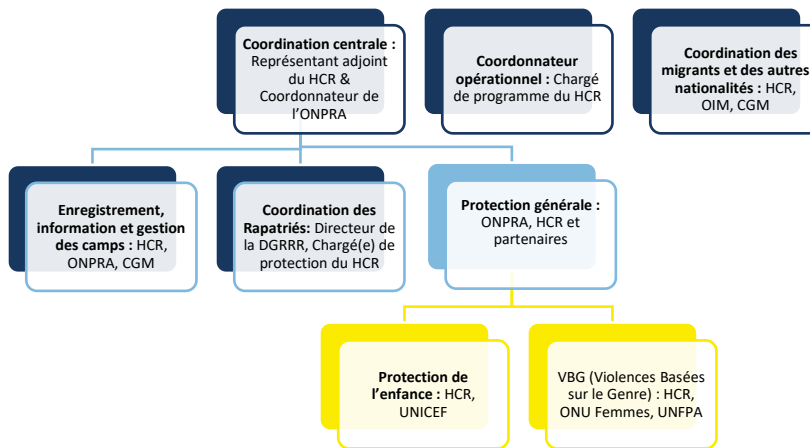 Coordination centrale :
Représentant adjoint
du HCR &
Coordonnateur de
l'ONPRA
Coordonnateur
opérationnel : Chargé
de programme du HCR
Coordination des
migrants et des autres
nationalités : HCR,
OIM, CGM
Enregistrement,
information et gestion
des camps : HCR,
ONPRA, CGM
Coordination des
Rapatriés: Directeur de
la DGRRR, Chargé(e) de
protection du HCR
Protection générale :
ONPRA, HCR et
partenaires
Protection de
l'enfance : HCR,
UNICEF
VBG (Violences Basées
sur le Genre) : HCR,
ONU Femmes, UNFPA